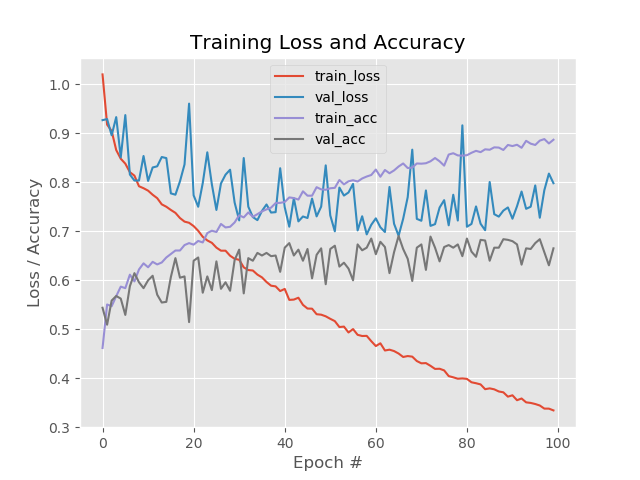 Training Loss and Accuracy
train_loss
val_loss
train_acc
val_acc
1.0
0.9
0.8
0.7
0.6
0.5
0.4
0.3
Loss / Accuracy
0 20 40 60 80 100
Epoch #